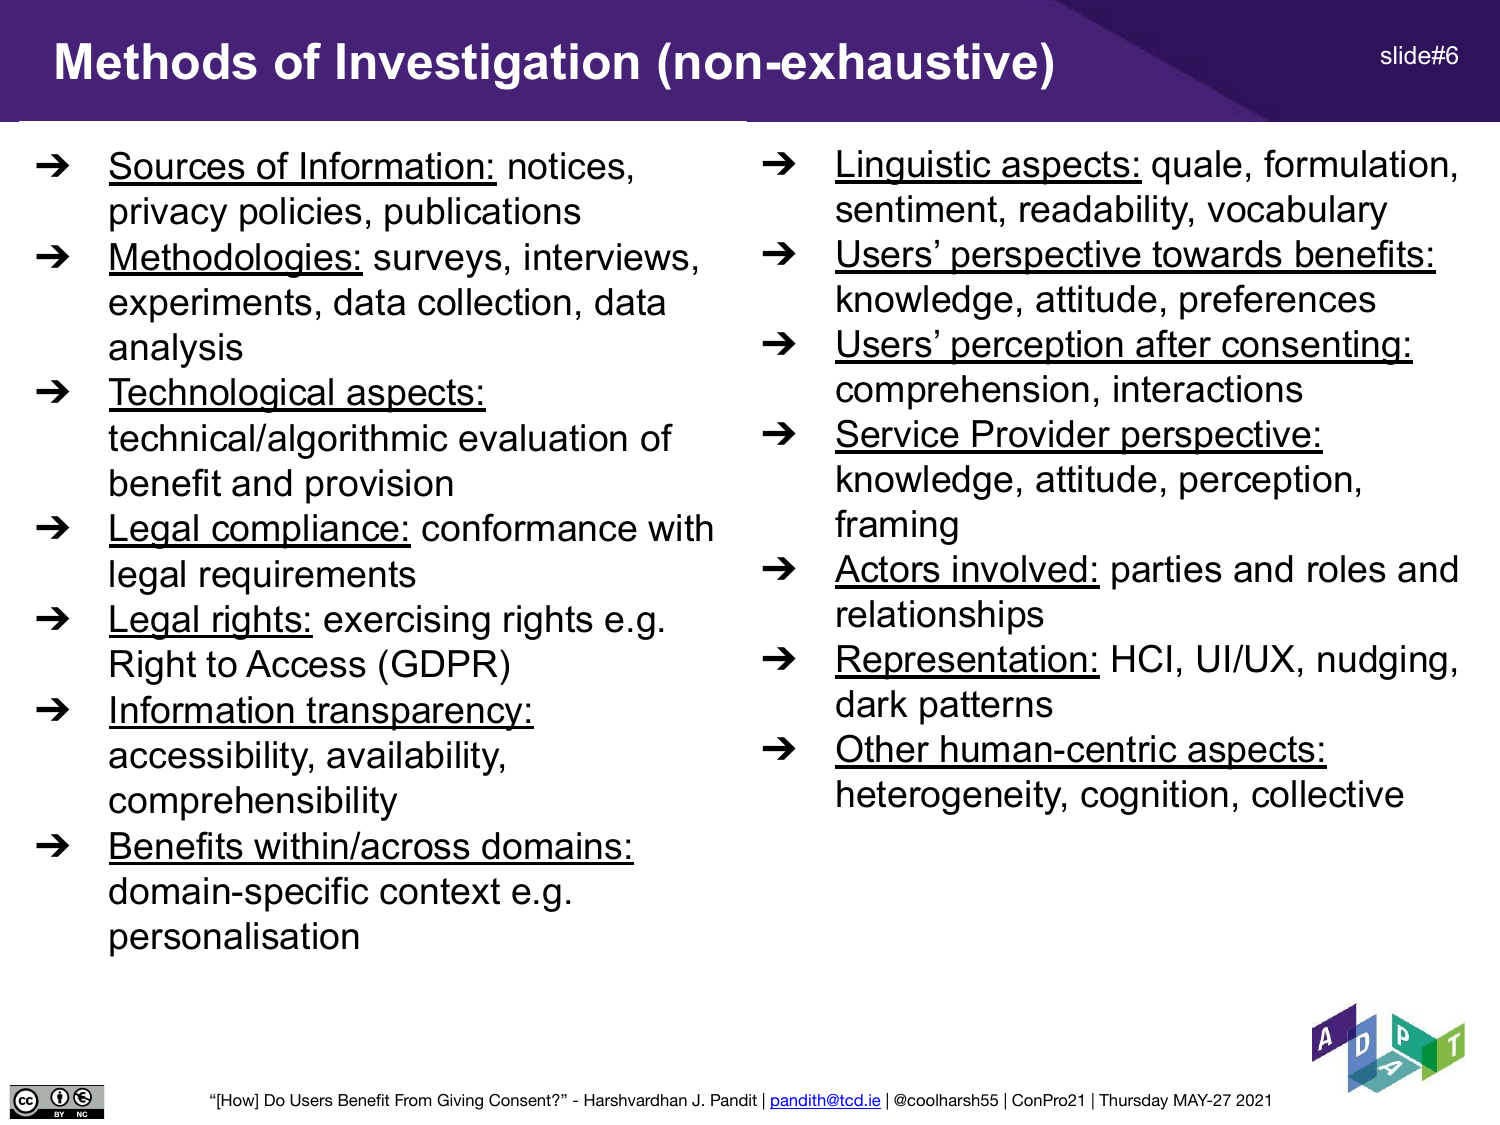 Methods of Investigation (non-exhaustive)
slide#6
➔ Sources of Information: notices,
privacy policies, publications
➔ Methodologies: surveys, interviews,
experiments, data collection, data
analysis
➔ Technological aspects:
technical/algorithmic evaluation of
benefit and provision
➔ Legal compliance: conformance with
legal requirements
➔ Legal rights: exercising rights e.g.
Right to Access (GDPR)
➔ Information transparency:
accessibility, availability,
comprehensibility
➔ Benefits within/across domains:
domain-specific context e.g.
personalisation
➔ Linguistic aspects: quale, formulation,
sentiment, readability, vocabulary
➔ Users’ perspective towards benefits:
knowledge, attitude, preferences
➔ Users’ perception after consenting:
comprehension, interactions
➔ Service Provider perspective:
knowledge, attitude, perception,
framing
➔ Actors involved: parties and roles and
relationships
➔ Representation: HCI, UI/UX, nudging,
dark patterns
➔ Other human-centric aspects:
heterogeneity, cognition, collective
ADAPT
cc BY NC
“[How] Do Users Benefit From Giving Consent?” - Harshvardhan J. Pandit | pandith@tcd.ie | @coolharsh55 | ConPro21 | Thursday MAY-27 2021